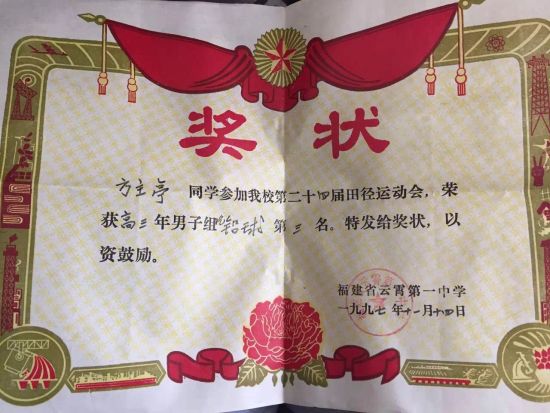 奖状
方主亭 同学参加我校第二十四届田径运动会，荣
获高三年男子组铅球 第三名。特发给奖状，以
资鼓励。
福建省云霄第一中学
一九九七年十一月十四日